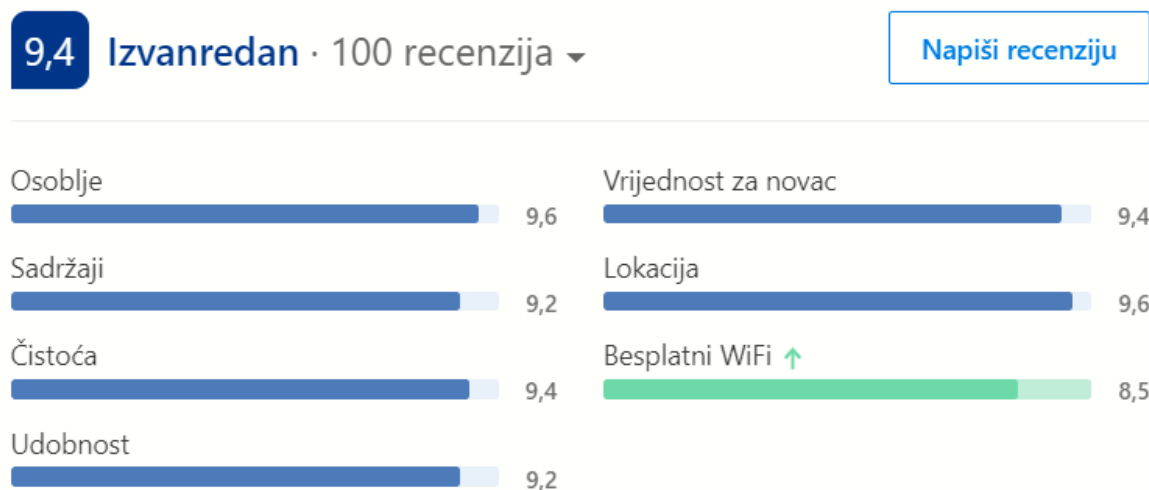 9,4 Izvanredan · 100 recenzija
Napiši recenziju
Osoblje
9,6
Vrijednost za novac
9,4
Sadržaji
9,2
Lokacija
9,6
Čistoća
9,4
Besplatni WiFi ↑
8,5
Udobnost
9,2